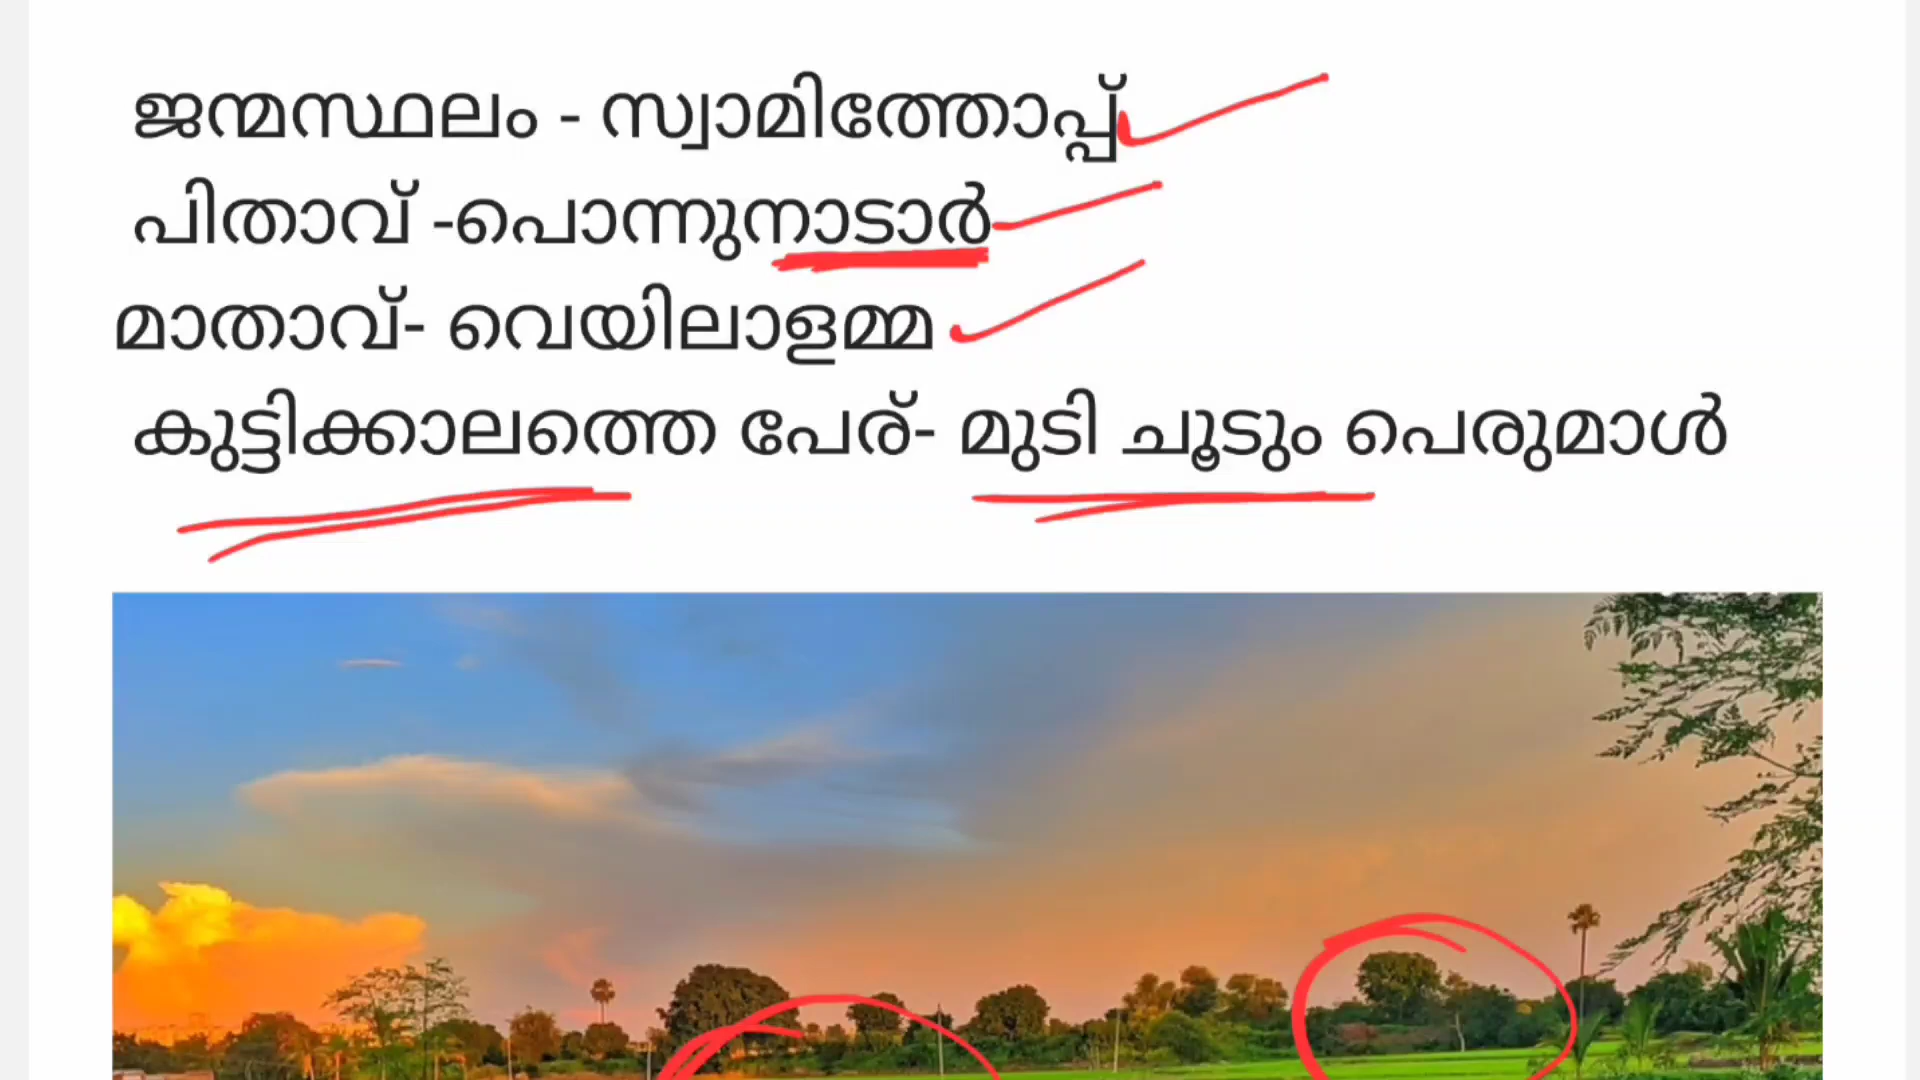 ജന്മസ്ഥലം - സ്വാമിത്തോപ്പ്
പിതാവ് -പൊന്നുനാടാർ
മാതാവ്- വെയിലാളമ്മ
കുട്ടിക്കാലത്തെ പേര്- മുടി ചൂടും പെരുമാൾ